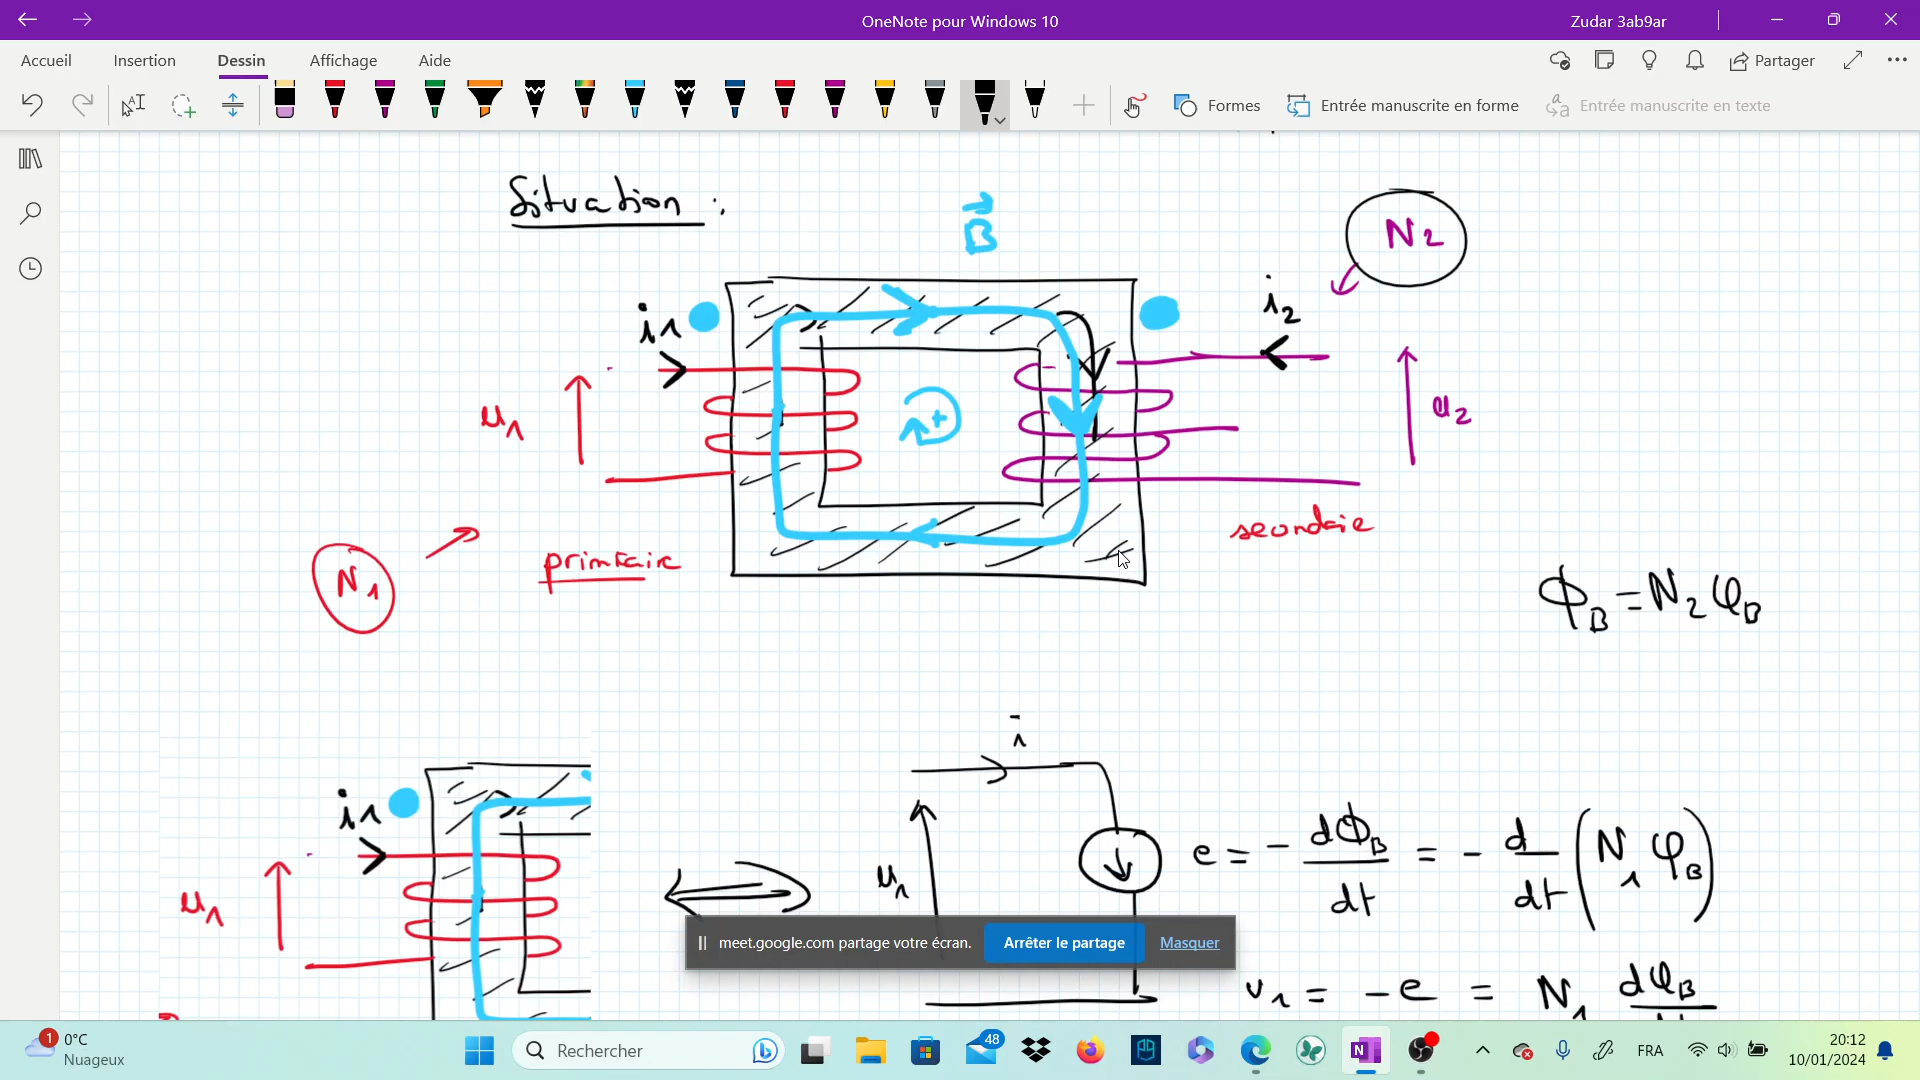 OneNote pour Windows 10
Zudar 3ab9ar
Accueil Insertion Dessin Affichage Aide
Partager
Formes Entrée manuscrite en forme Entrée manuscrite en texte
Situation :
B
N2
i1
i2
+
u1
u2
secondaire
primaire
N1
ϕB = N2 φB
i1
i1
u1
u1
e = - dϕB/dt = - d/dt (N1 φB)
meet.google.com partage votre écran. Arrêter le partage Masquer
u1 = -e = N1 dφB
1
0°C
Nuageux
Rechercher
48
FRA
20:12
10/01/2024